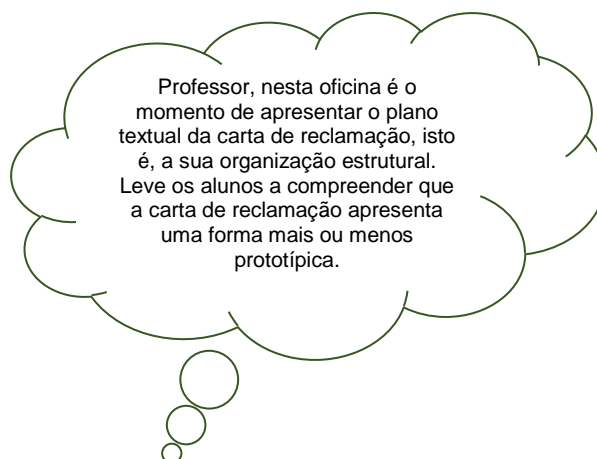 Professor, nesta oficina é o
momento de apresentar o plano
textual da carta de reclamação, isto
é, a sua organização estrutural.
Leve os alunos a compreender que
a carta de reclamação apresenta
uma forma mais ou menos
prototípica.